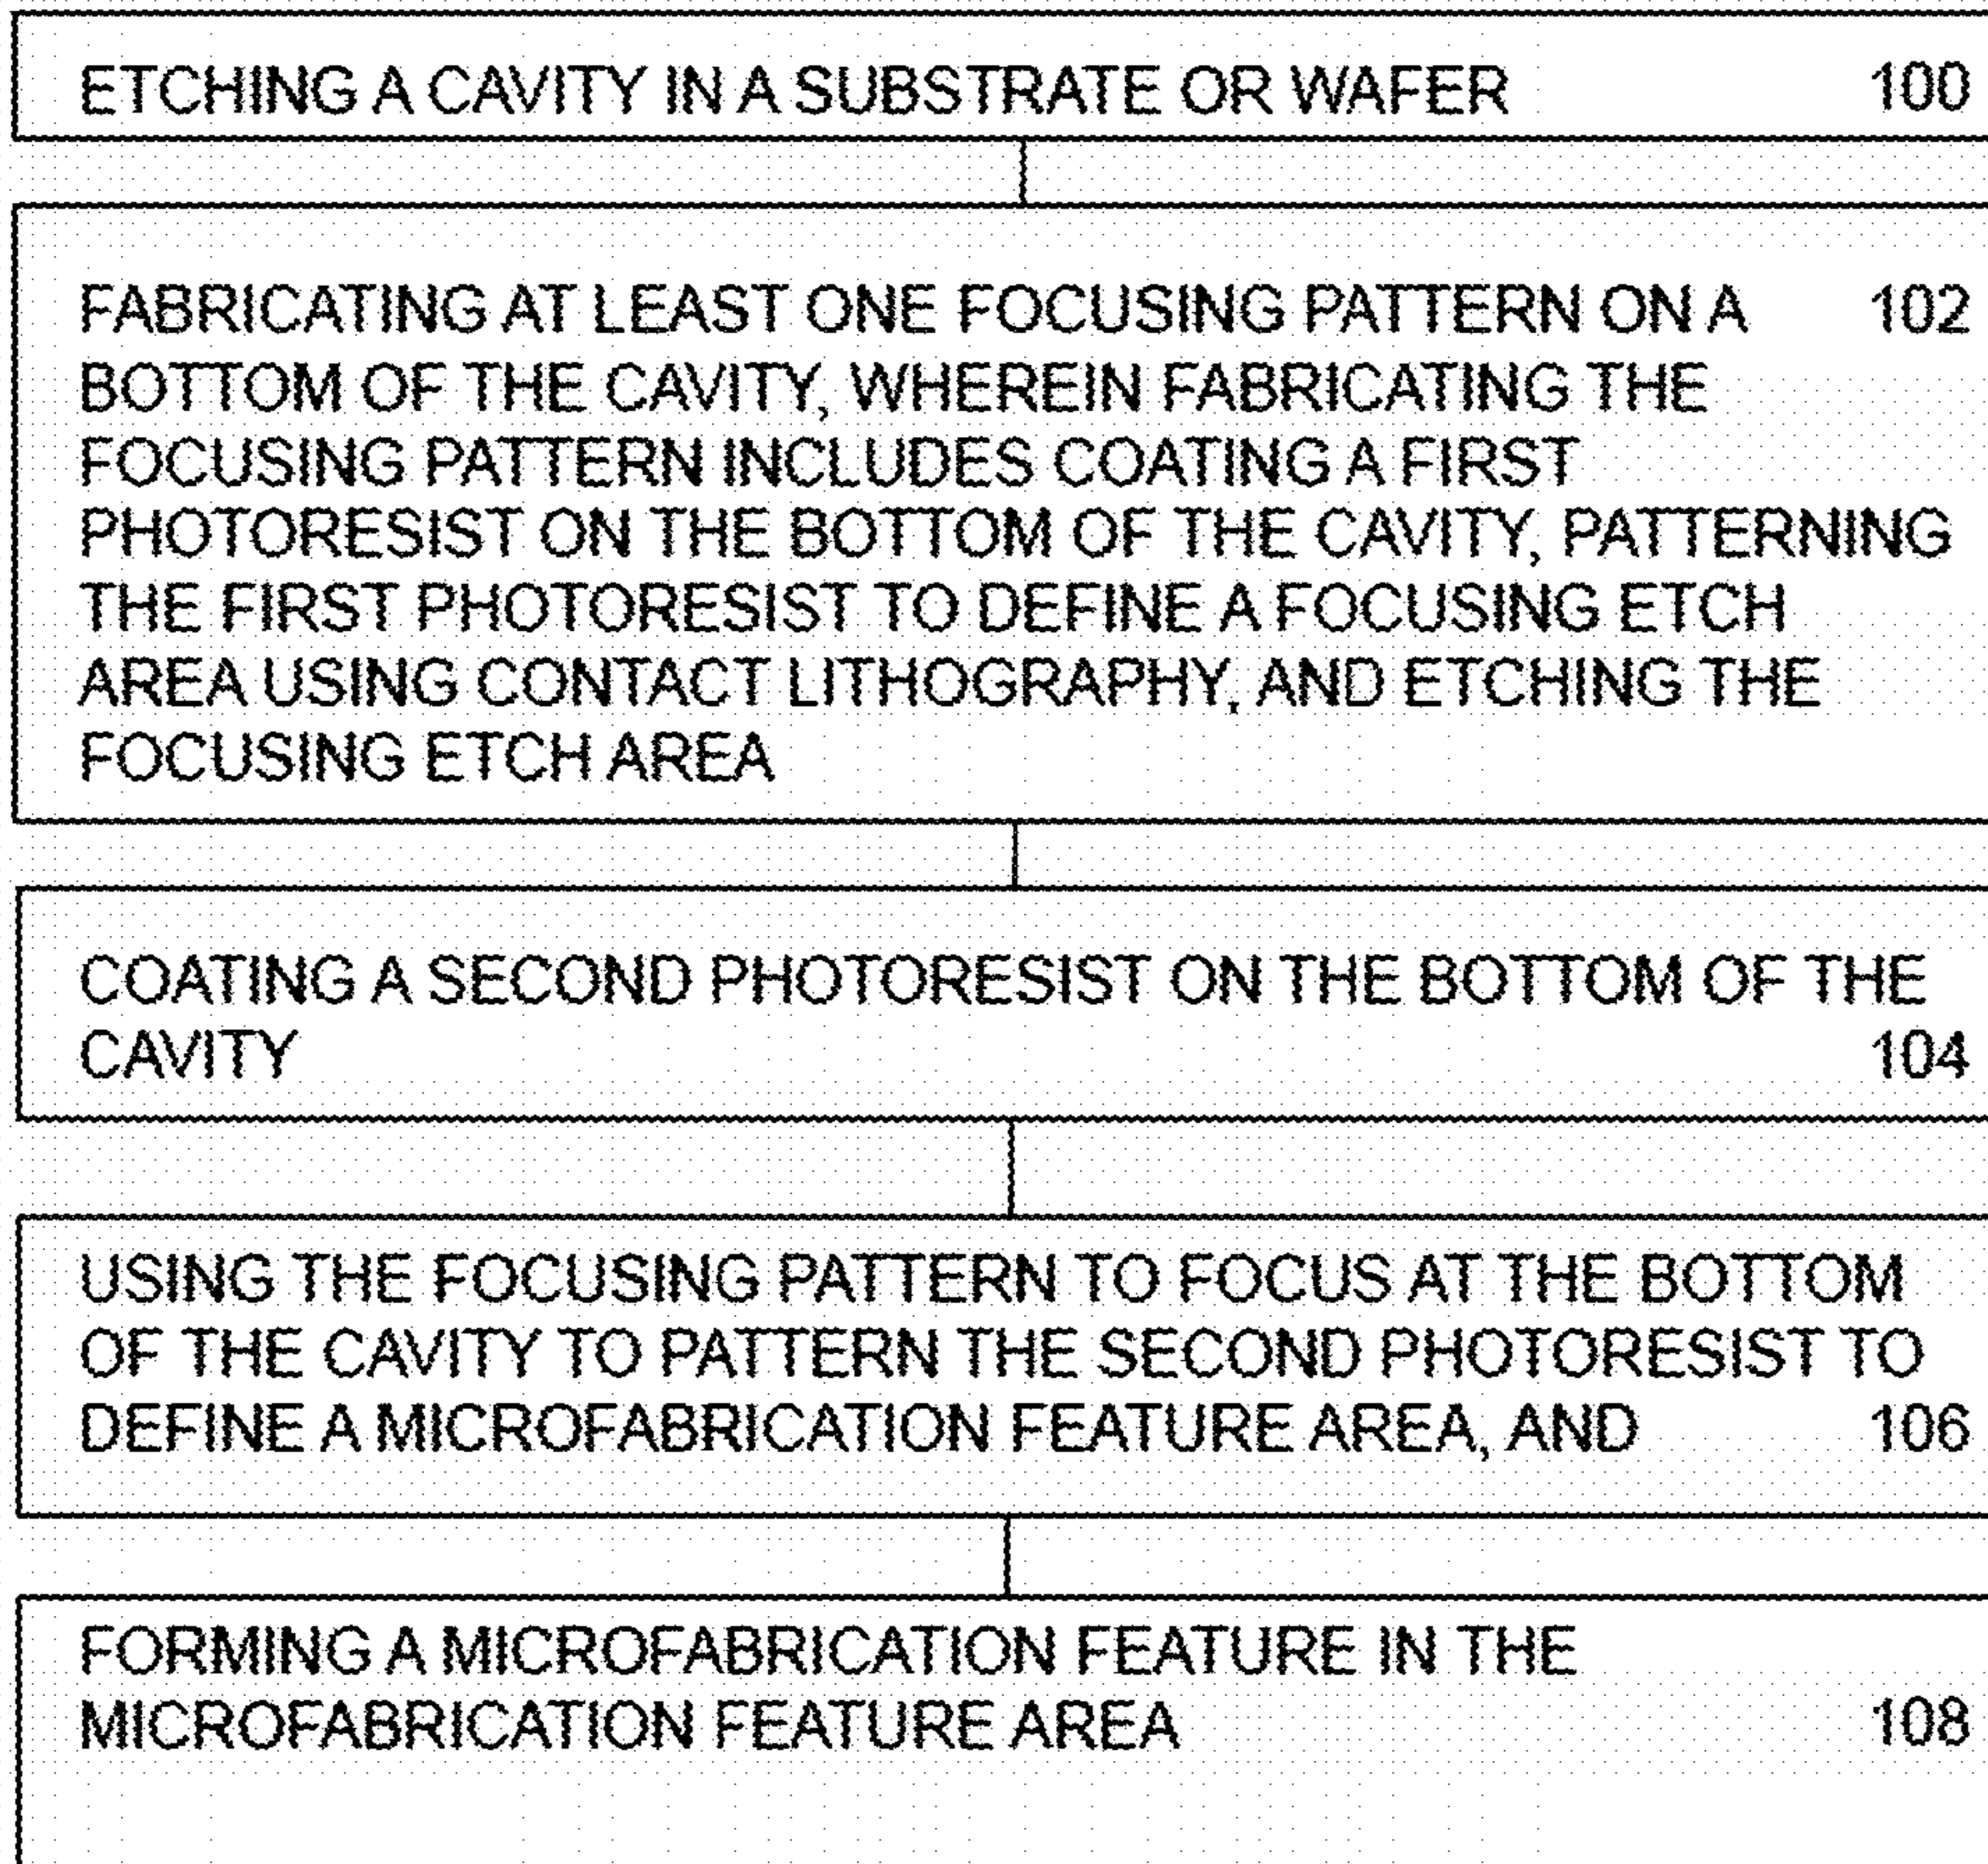 ETCHING A CAVITY IN A SUBSTRATE OR WAFER 100
FABRICATING AT LEAST ONE FOCUSING PATTERN ON A 102
BOTTOM OF THE CAVITY, WHEREIN FABRICATING THE
FOCUSING PATTERN INCLUDES COATING A FIRST
PHOTORESIST ON THE BOTTOM OF THE CAVITY, PATTERNING
THE FIRST PHOTORESIST TO DEFINE A FOCUSING ETCH
AREA USING CONTACT LITHOGRAPHY, AND ETCHING THE
FOCUSING ETCH AREA
COATING A SECOND PHOTORESIST ON THE BOTTOM OF THE
CAVITY 104
USING THE FOCUSING PATTERN TO FOCUS AT THE BOTTOM
OF THE CAVITY TO PATTERN THE SECOND PHOTORESIST TO
DEFINE A MICROFABRICATION FEATURE AREA, AND 106
FORMING A MICROFABRICATION FEATURE IN THE
MICROFABRICATION FEATURE AREA 108